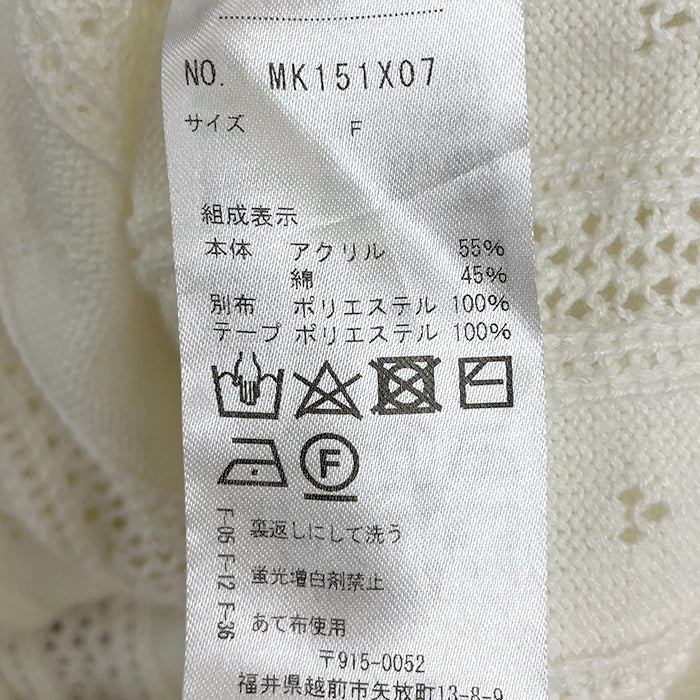 NO. MK151X07
サイズ F
組成表示
本体 アクリル 55%
綿 45%
別布 ポリエステル 100%
テープ ポリエステル 100%
F
F-05 F-12 F-36
裏返しにして洗う
蛍光増白剤禁止
あて布使用
〒915-0052
福井県越前市矢放町13-8-9